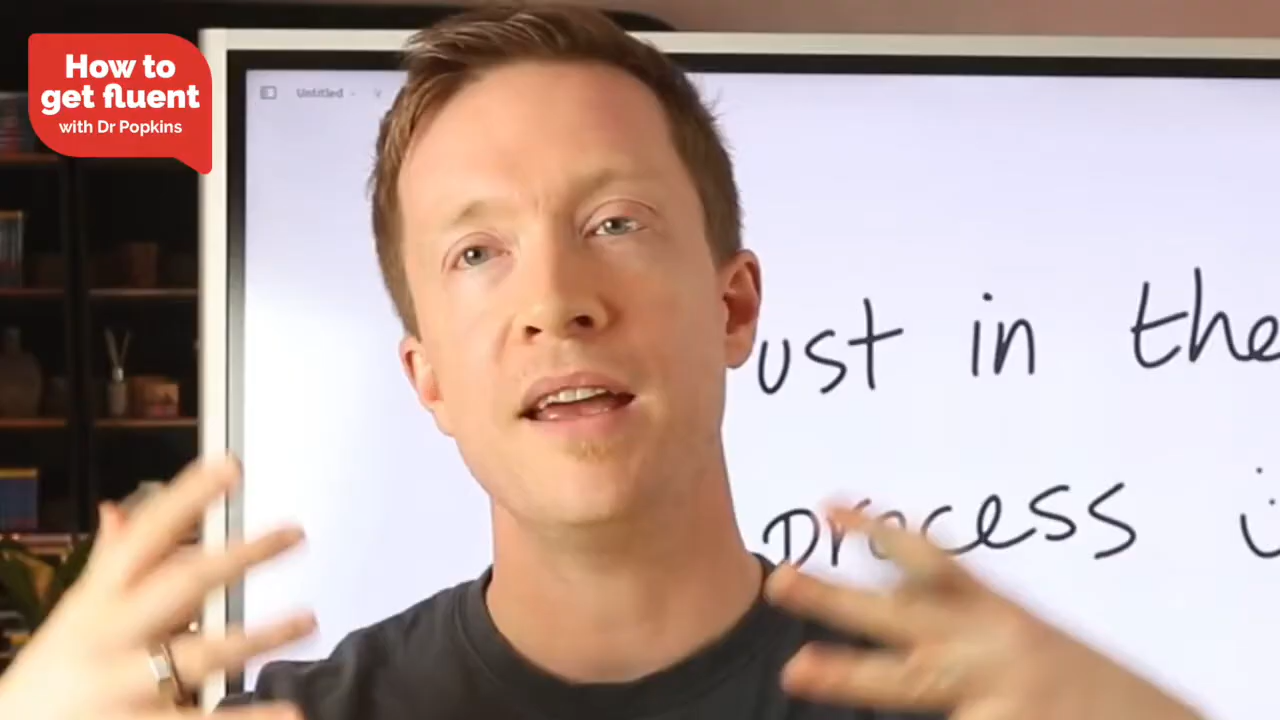 How to
get fluent
with Dr Popkins
Untitled
ust in the
process